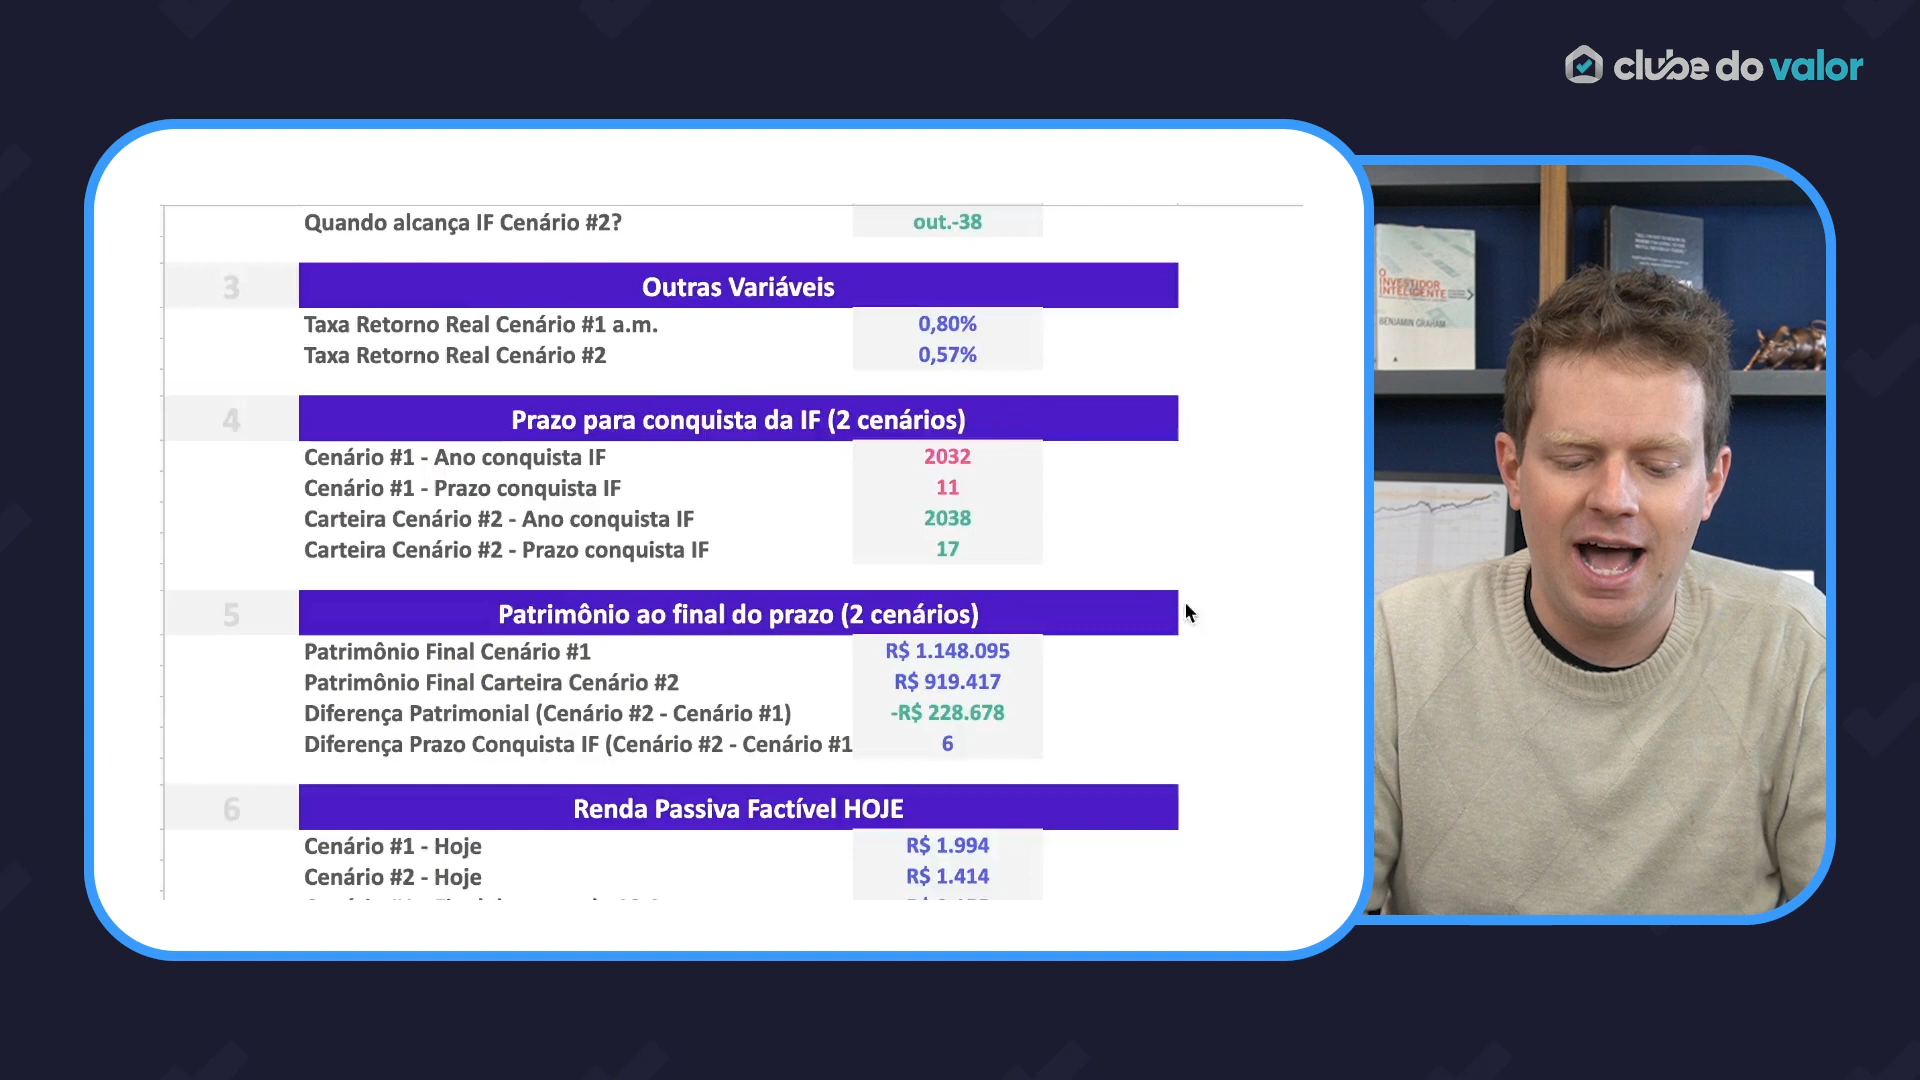 clube do valor
Quando alcança IF Cenário #2? out.-38
3 Outras Variáveis
Taxa Retorno Real Cenário #1 a.m. 0,80%
Taxa Retorno Real Cenário #2 0,57%
4 Prazo para conquista da IF (2 cenários)
Cenário #1 - Ano conquista IF 2032
Cenário #1 - Prazo conquista IF 11
Carteira Cenário #2 - Ano conquista IF 2038
Carteira Cenário #2 - Prazo conquista IF 17
5 Patrimônio ao final do prazo (2 cenários)
Patrimônio Final Cenário #1 R$ 1.148.095
Patrimônio Final Carteira Cenário #2 R$ 919.417
Diferença Patrimonial (Cenário #2 - Cenário #1) -R$ 228.678
Diferença Prazo Conquista IF (Cenário #2 - Cenário #1 6
6 Renda Passiva Factível HOJE
Cenário #1 - Hoje R$ 1.994
Cenário #2 - Hoje R$ 1.414
O
INVESTIDOR
INTELIGENTE
BENJAMIN GRAHAM